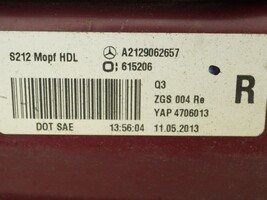 S212 Mopf HDL A2129062657
615206
Q3
ZGS 004 Re R
YAP 4706013
DOT SAE 13:56:04 11.05.2013